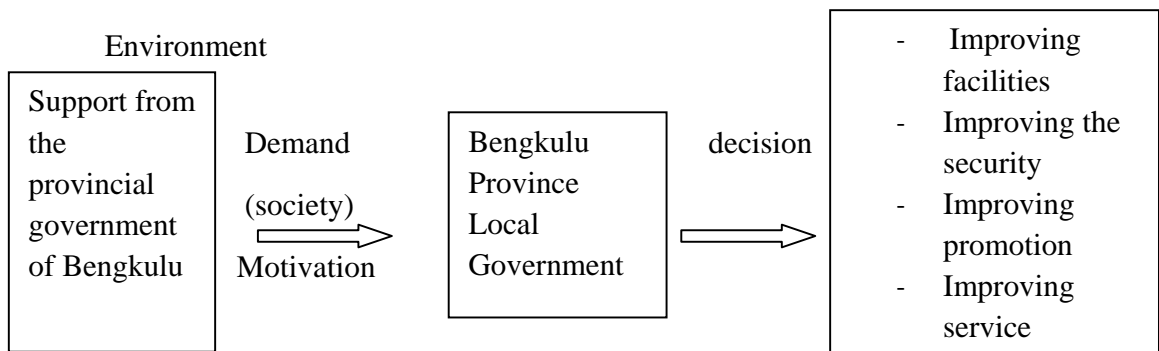 Environment
Support from
the
provincial
government
of Bengkulu
Demand
(society)
Motivation
Bengkulu
Province
Local
Government
decision
- Improving
facilities
- Improving the
security
- Improving
promotion
- Improving
service